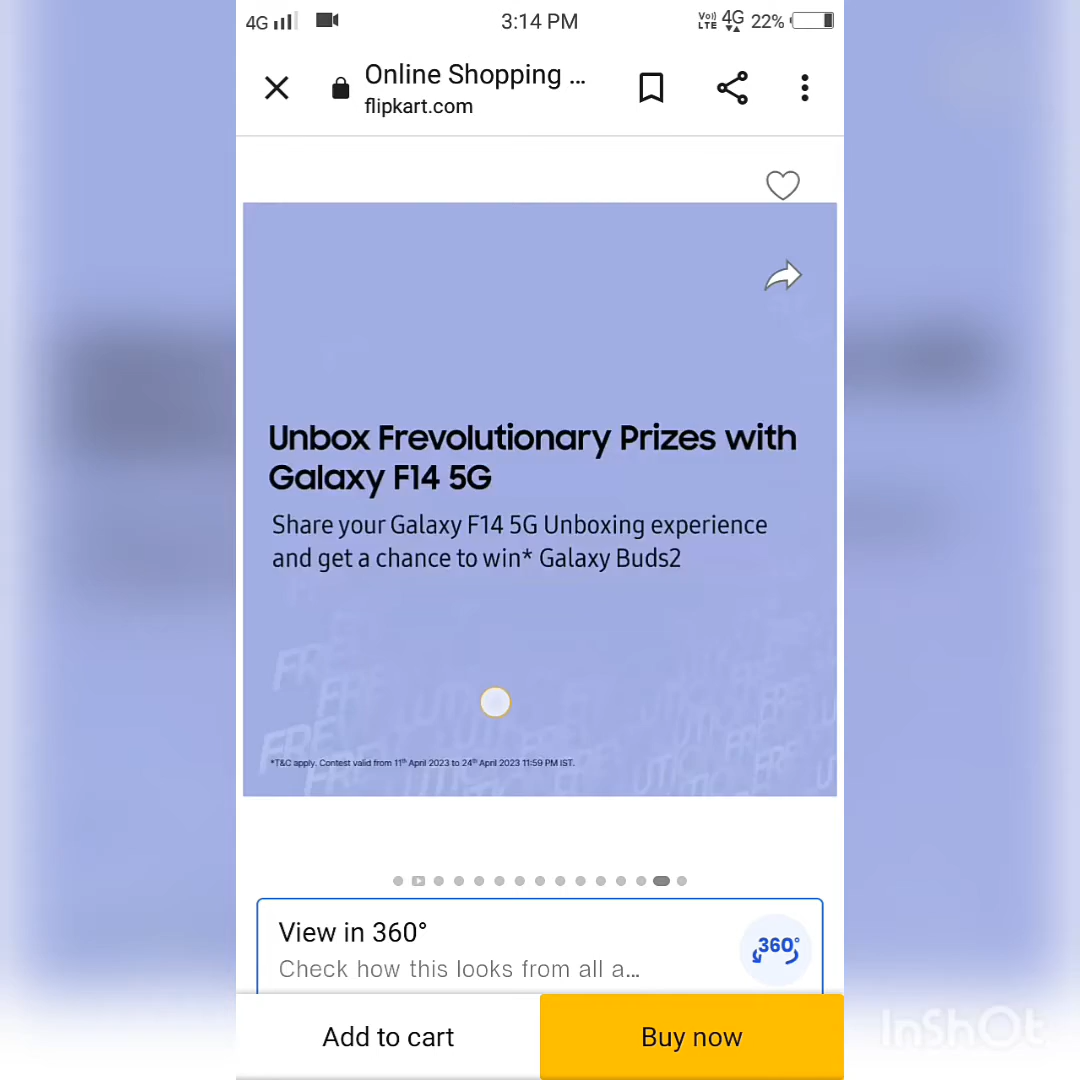 4G 3:14 PM Vo)) LTE 4G 22%
Online Shopping ...
flipkart.com
Unbox Frevolutionary Prizes with
Galaxy F14 5G
Share your Galaxy F14 5G Unboxing experience
and get a chance to win* Galaxy Buds2
FRE
FRE
FRE
*T&C apply. Contest valid from 11th April 2023 to 24th April 2023 11:59 PM IST.
View in 360°
360°
Check how this looks from all a...
Add to cart
Buy now
InShOt